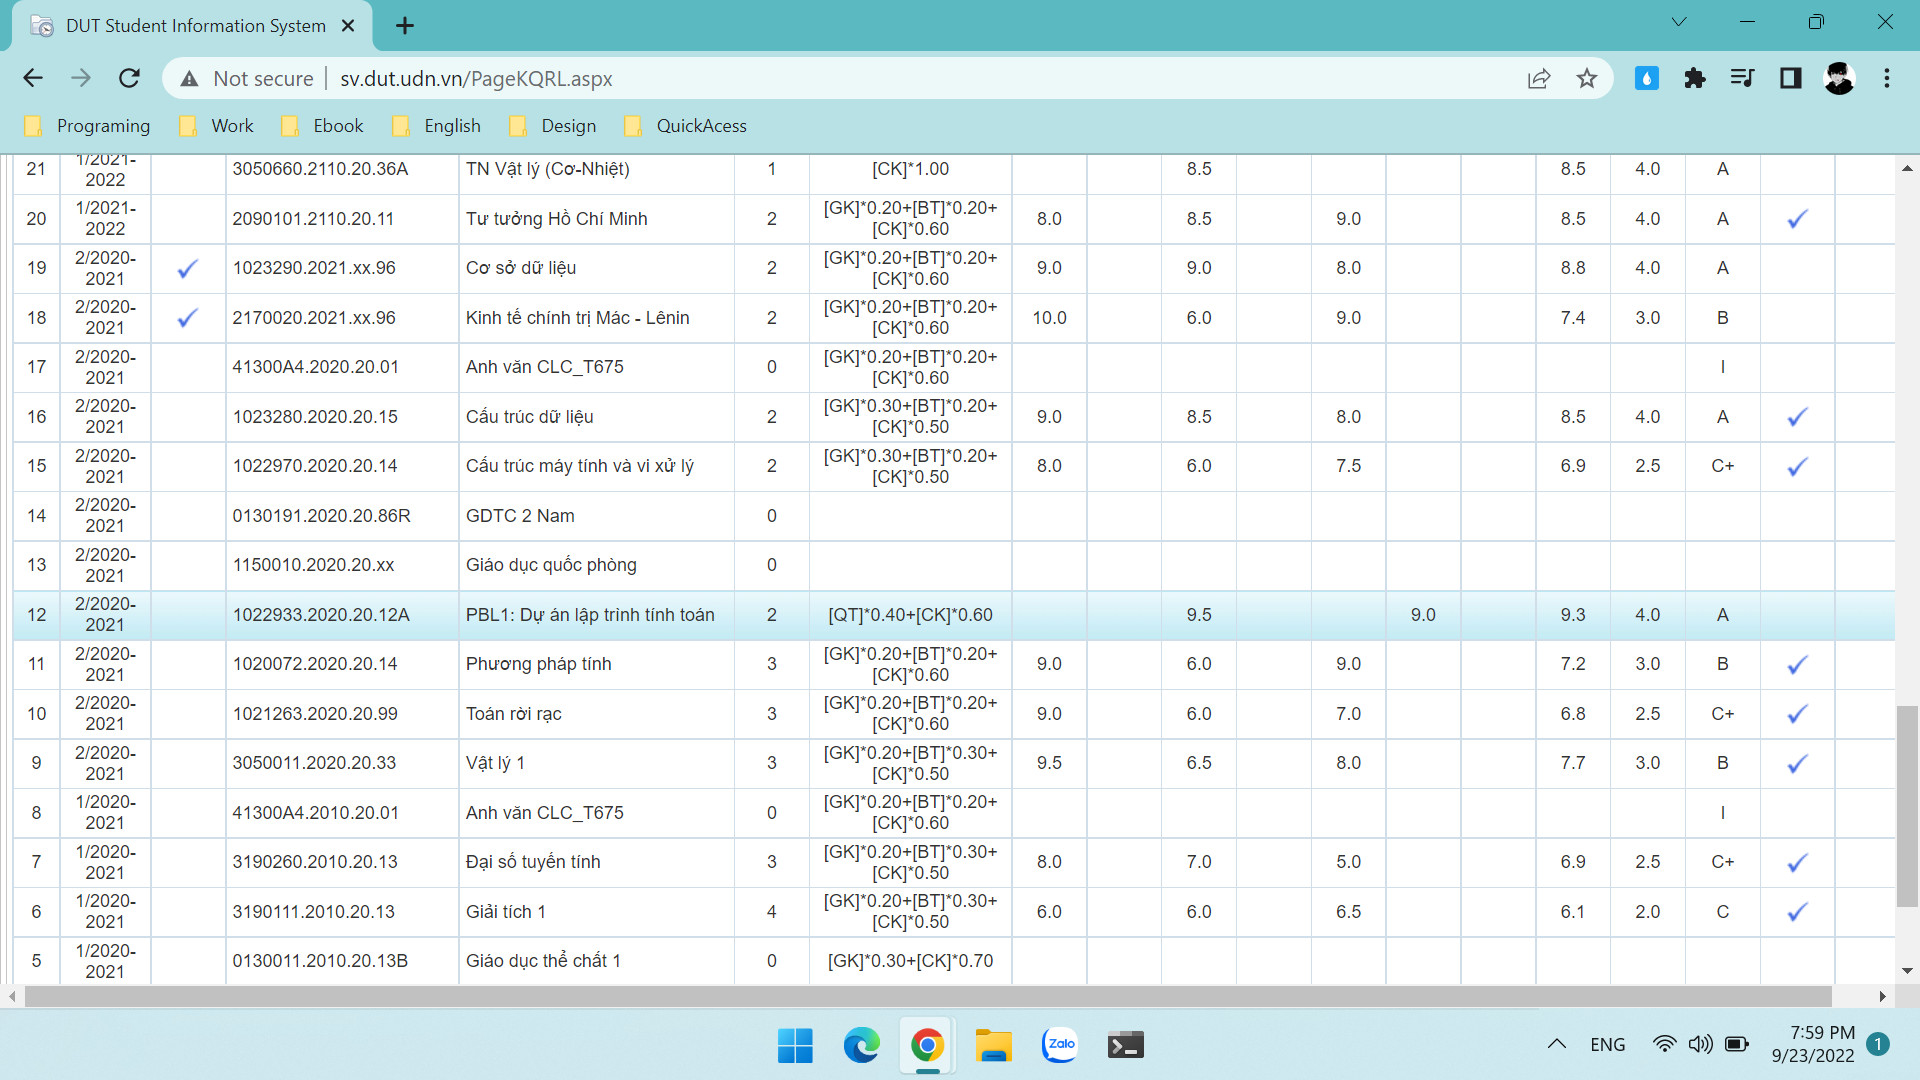 DUT Student Information System
Not secure
sv.dut.udn.vn/PageKQRL.aspx
Programing Work Ebook English Design QuickAcess
21 1/2021-2022 3050660.2110.20.36A TN Vật lý (Cơ-Nhiệt) 1 [CK]*1.00 8.5 8.5 4.0 A
20 1/2021-2022 2090101.2110.20.11 Tư tưởng Hồ Chí Minh 2 [GK]*0.20+[BT]*0.20+[CK]*0.60 8.0 8.5 9.0 8.5 4.0 A
19 2/2020-2021 1023290.2021.xx.96 Cơ sở dữ liệu 2 [GK]*0.20+[BT]*0.20+[CK]*0.60 9.0 9.0 8.0 8.8 4.0 A
18 2/2020-2021 2170020.2021.xx.96 Kinh tế chính trị Mác - Lênin 2 [GK]*0.20+[BT]*0.20+[CK]*0.60 10.0 6.0 9.0 7.4 3.0 B
17 2/2020-2021 41300A4.2020.20.01 Anh văn CLC_T675 0 [GK]*0.20+[BT]*0.20+[CK]*0.60 I
16 2/2020-2021 1023280.2020.20.15 Cấu trúc dữ liệu 2 [GK]*0.30+[BT]*0.20+[CK]*0.50 9.0 8.5 8.0 8.5 4.0 A
15 2/2020-2021 1022970.2020.20.14 Cấu trúc máy tính và vi xử lý 2 [GK]*0.30+[BT]*0.20+[CK]*0.50 8.0 6.0 7.5 6.9 2.5 C+
14 2/2020-2021 0130191.2020.20.86R GDTC 2 Nam 0
13 2/2020-2021 1150010.2020.20.xx Giáo dục quốc phòng 0
12 2/2020-2021 1022933.2020.20.12A PBL1: Dự án lập trình tính toán 2 [QT]*0.40+[CK]*0.60 9.5 9.0 9.3 4.0 A
11 2/2020-2021 1020072.2020.20.14 Phương pháp tính 3 [GK]*0.20+[BT]*0.20+[CK]*0.60 9.0 6.0 9.0 7.2 3.0 B
10 2/2020-2021 1021263.2020.20.99 Toán rời rạc 3 [GK]*0.20+[BT]*0.20+[CK]*0.60 9.0 6.0 7.0 6.8 2.5 C+
9 2/2020-2021 3050011.2020.20.33 Vật lý 1 3 [GK]*0.20+[BT]*0.30+[CK]*0.50 9.5 6.5 8.0 7.7 3.0 B
8 1/2020-2021 41300A4.2010.20.01 Anh văn CLC_T675 0 [GK]*0.20+[BT]*0.20+[CK]*0.60 I
7 1/2020-2021 3190260.2010.20.13 Đại số tuyến tính 3 [GK]*0.20+[BT]*0.30+[CK]*0.50 8.0 7.0 5.0 6.9 2.5 C+
6 1/2020-2021 3190111.2010.20.13 Giải tích 1 4 [GK]*0.20+[BT]*0.30+[CK]*0.50 6.0 6.0 6.5 6.1 2.0 C
5 1/2020-2021 0130011.2010.20.13B Giáo dục thể chất 1 0 [GK]*0.30+[CK]*0.70
Zalo
ENG
7:59 PM
9/23/2022
1